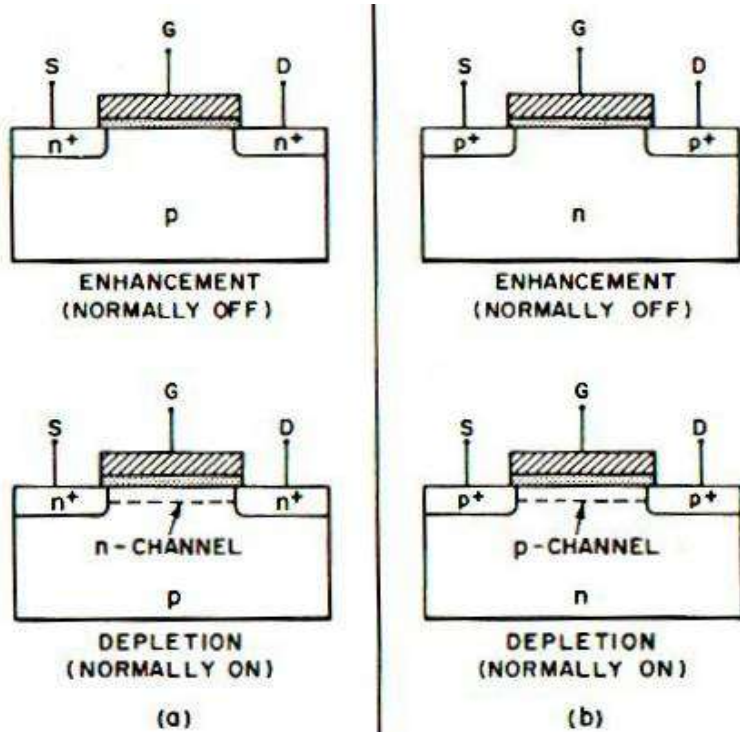 G
S
D
n+
n+
p
ENHANCEMENT
(NORMALLY OFF)
G
S
D
n+
n+
n-CHANNEL
p
DEPLETION
(NORMALLY ON)
(a)
G
S
D
p+
p+
n
ENHANCEMENT
(NORMALLY OFF)
G
S
D
p+
p+
p-CHANNEL
n
DEPLETION
(NORMALLY ON)
(b)